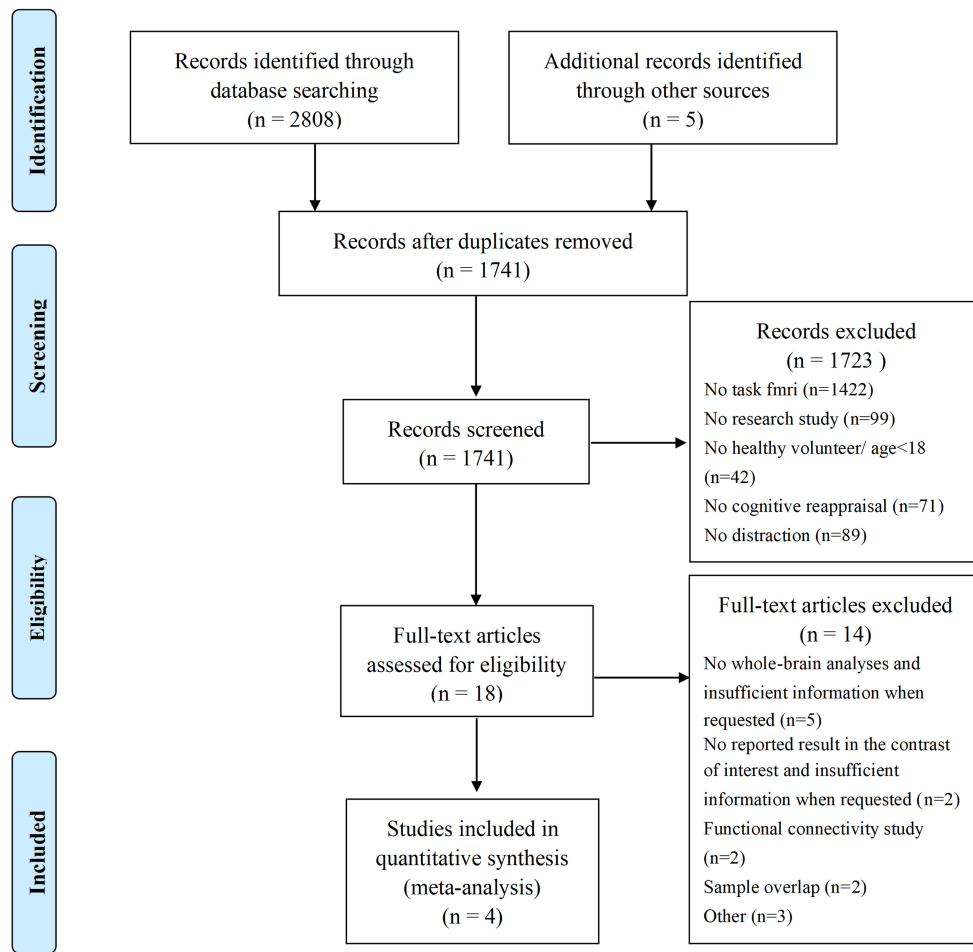 Identification
Records identified through
database searching
(n = 2808)
Additional records identified
through other sources
(n = 5)
Records after duplicates removed
(n = 1741)
Screening
Records screened
(n = 1741)
Records excluded
(n = 1723 )
No task fmri (n=1422)
No research study (n=99)
No healthy volunteer/ age<18
(n=42)
No cognitive reappraisal (n=71)
No distraction (n=89)
Eligibility
Full-text articles
assessed for eligibility
(n = 18)
Full-text articles excluded
(n = 14)
No whole-brain analyses and
insufficient information when
requested (n=5)
No reported result in the contrast
of interest and insufficient
information when requested (n=2)
Functional connectivity study
(n=2)
Sample overlap (n=2)
Other (n=3)
Included
Studies included in
quantitative synthesis
(meta-analysis)
(n = 4)